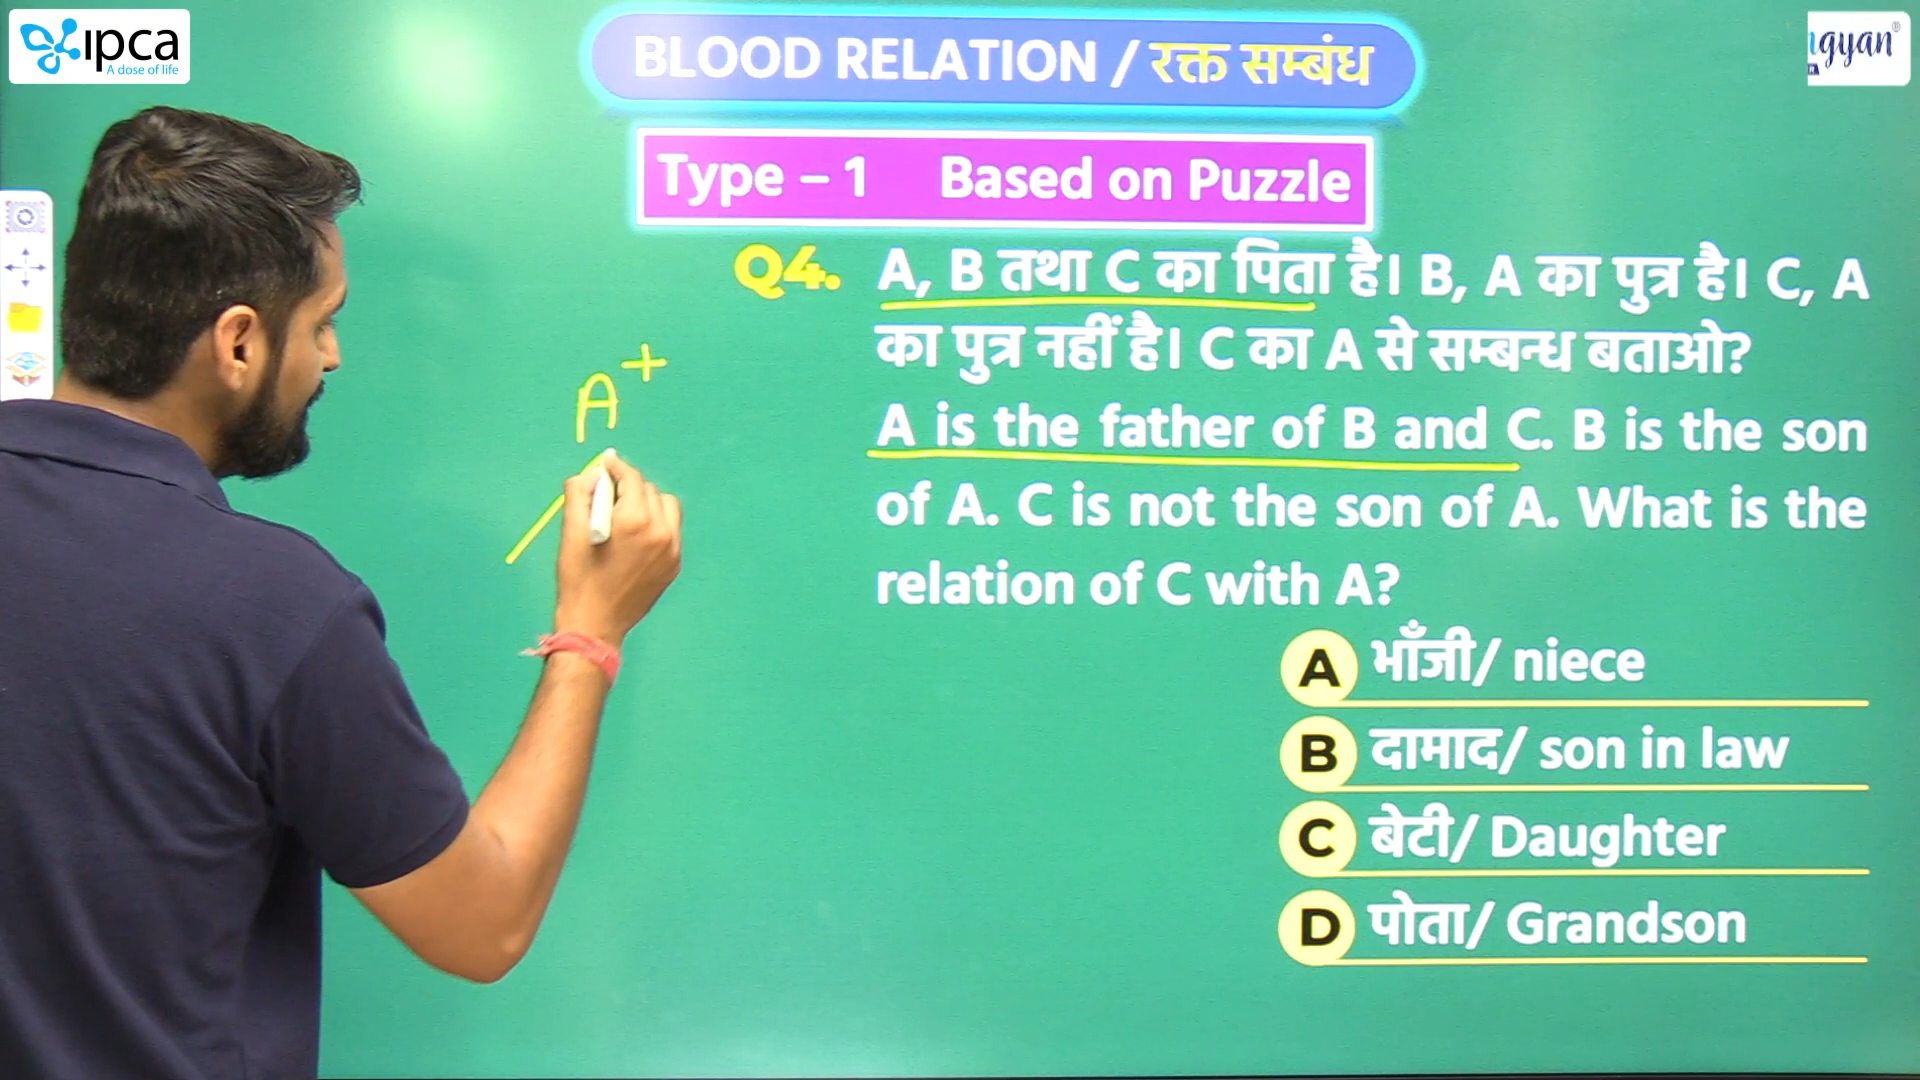 ipca
A dose of life
gyan®
BLOOD RELATION / रक्त सम्बंध
Type – 1 Based on Puzzle
Q4. A, B तथा C का पिता है। B, A का पुत्र है। C, A
का पुत्र नहीं है। C का A से सम्बन्ध बताओ?
A is the father of B and C. B is the son
of A. C is not the son of A. What is the
relation of C with A?
A+
A भाँजी/ niece
B दामाद/ son in law
C बेटी/ Daughter
D पोता/ Grandson